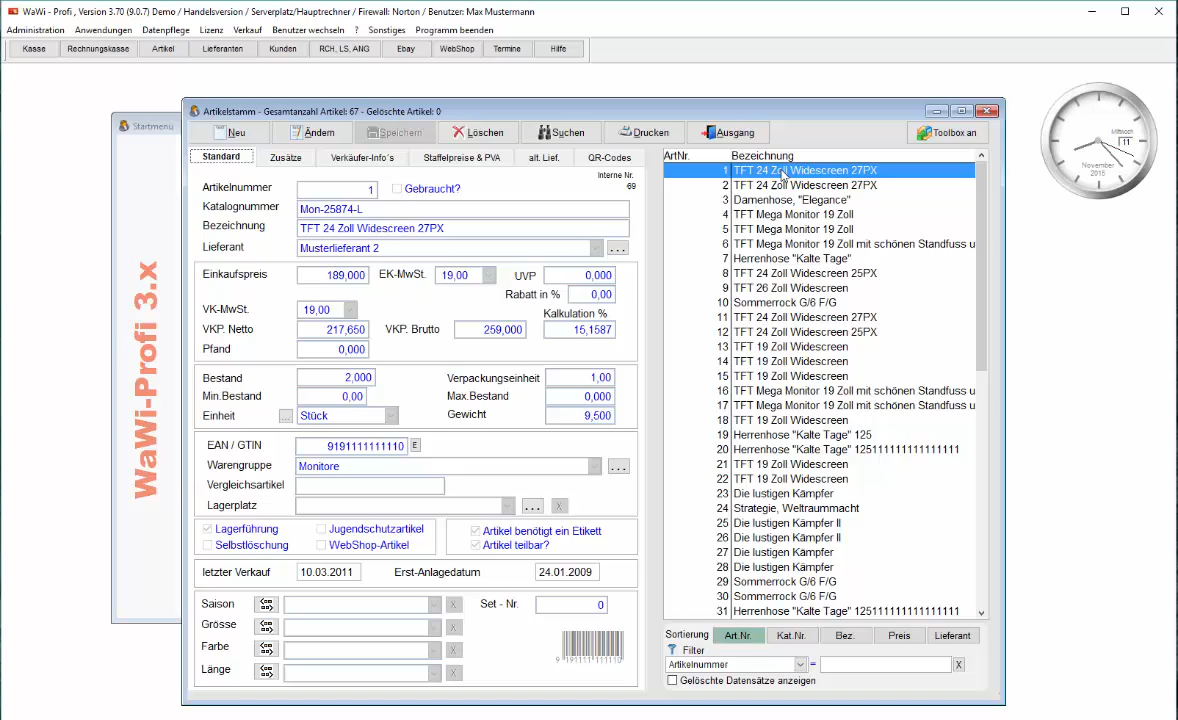 WaWi - Profi , Version 3.70 (9.0.7) Demo / Handelsversion / Serverplatz/Hauptrechner / Firewall: Norton / Benutzer: Max Mustermann
Administration Anwendungen Datenpflege Lizenz Verkauf Benutzer wechseln ? Sonstiges Programm beenden
Kasse Rechnungskasse Artikel Lieferanten Kunden RCH, LS, ANG Ebay WebShop Termine Hilfe
Startmenü
WaWi-Profi 3.x
Artikelstamm - Gesamtanzahl Artikel: 67 - Gelöschte Artikel: 0
Neu Ändern Speichern Löschen Suchen Drucken Ausgang Toolbox an
Standard Zusätze Verkäufer-Info´s Staffelpreise & PVA alt. Lief. QR-Codes
Interne Nr.
69
Artikelnummer 1 Gebraucht?
Katalognummer Mon-25874-L
Bezeichnung TFT 24 Zoll Widescreen 27PX
Lieferant Musterlieferant 2 ...
Einkaufspreis 189,000 EK-MwSt. 19,00 UVP 0,000
Rabatt in % 0,00
VK-MwSt. 19,00 Kalkulation %
VKP. Netto 217,650 VKP. Brutto 259,000 15,1587
Pfand 0,000
Bestand 2,000 Verpackungseinheit 1,00
Min.Bestand 0,00 Max.Bestand 0,000
Einheit ... Stück Gewicht 9,500
EAN / GTIN 9191111111110 E
Warengruppe Monitore ...
Vergleichsartikel
Lagerplatz ... X
Lagerführung Jugendschutzartikel Artikel benötigt ein Etikett
Selbstlöschung WebShop-Artikel Artikel teilbar?
letzter Verkauf 10.03.2011 Erst-Anlagedatum 24.01.2009
Saison X Set - Nr. 0
Grösse X
Farbe X
9 191111 111110
Länge X
ArtNr. Bezeichnung
1 TFT 24 Zoll Widescreen 27PX
2 TFT 24 Zoll Widescreen 27PX
3 Damenhose, "Elegance"
4 TFT Mega Monitor 19 Zoll
5 TFT Mega Monitor 19 Zoll
6 TFT Mega Monitor 19 Zoll mit schönen Standfuss u
7 Herrenhose "Kalte Tage"
8 TFT 24 Zoll Widescreen 25PX
9 TFT 26 Zoll Widescreen
10 Sommerrock G/6 F/G
11 TFT 24 Zoll Widescreen 27PX
12 TFT 24 Zoll Widescreen 25PX
13 TFT 19 Zoll Widescreen
14 TFT 19 Zoll Widescreen
15 TFT 19 Zoll Widescreen
16 TFT Mega Monitor 19 Zoll mit schönen Standfuss u
17 TFT Mega Monitor 19 Zoll mit schönen Standfuss u
18 TFT 19 Zoll Widescreen
19 Herrenhose "Kalte Tage" 125
20 Herrenhose "Kalte Tage" 125111111111111111
21 TFT 19 Zoll Widescreen
22 TFT 19 Zoll Widescreen
23 Die lustigen Kämpfer
24 Strategie, Weltraummacht
25 Die lustigen Kämpfer II
26 Die lustigen Kämpfer II
27 Die lustigen Kämpfer
28 Die lustigen Kämpfer
29 Sommerrock G/6 F/G
30 Sommerrock G/6 F/G
31 Herrenhose "Kalte Tage" 125111111111111111
Sortierung Art.Nr. Kat.Nr. Bez. Preis Lieferant
Filter
Artikelnummer = X
Gelöschte Datensätze anzeigen
Mittwoch
11
November